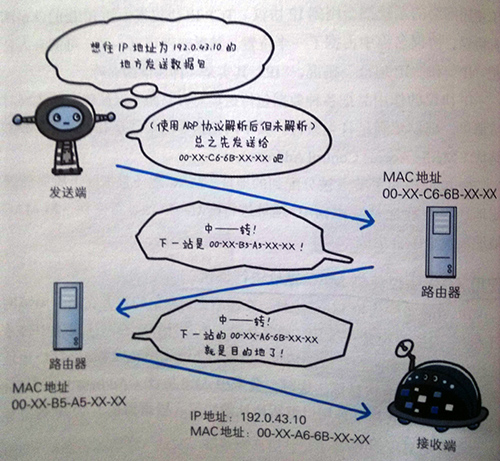 想往 IP 地址为 192.0.43.10 的
地方发送数据包
(使用 ARP 协议解析后但未解析)
总之先发送给
00-XX-C6-6B-XX-XX 吧
发送端
MAC 地址
00-XX-C6-6B-XX-XX
中——转!
下一站是 00-XX-B5-A5-XX-XX!
路由器
中——转!
下一站的 00-XX-A6-6B-XX-XX
就是目的地了!
路由器
MAC 地址
00-XX-B5-A5-XX-XX
IP 地址:192.0.43.10
MAC 地址:00-XX-A6-6B-XX-XX
接收端